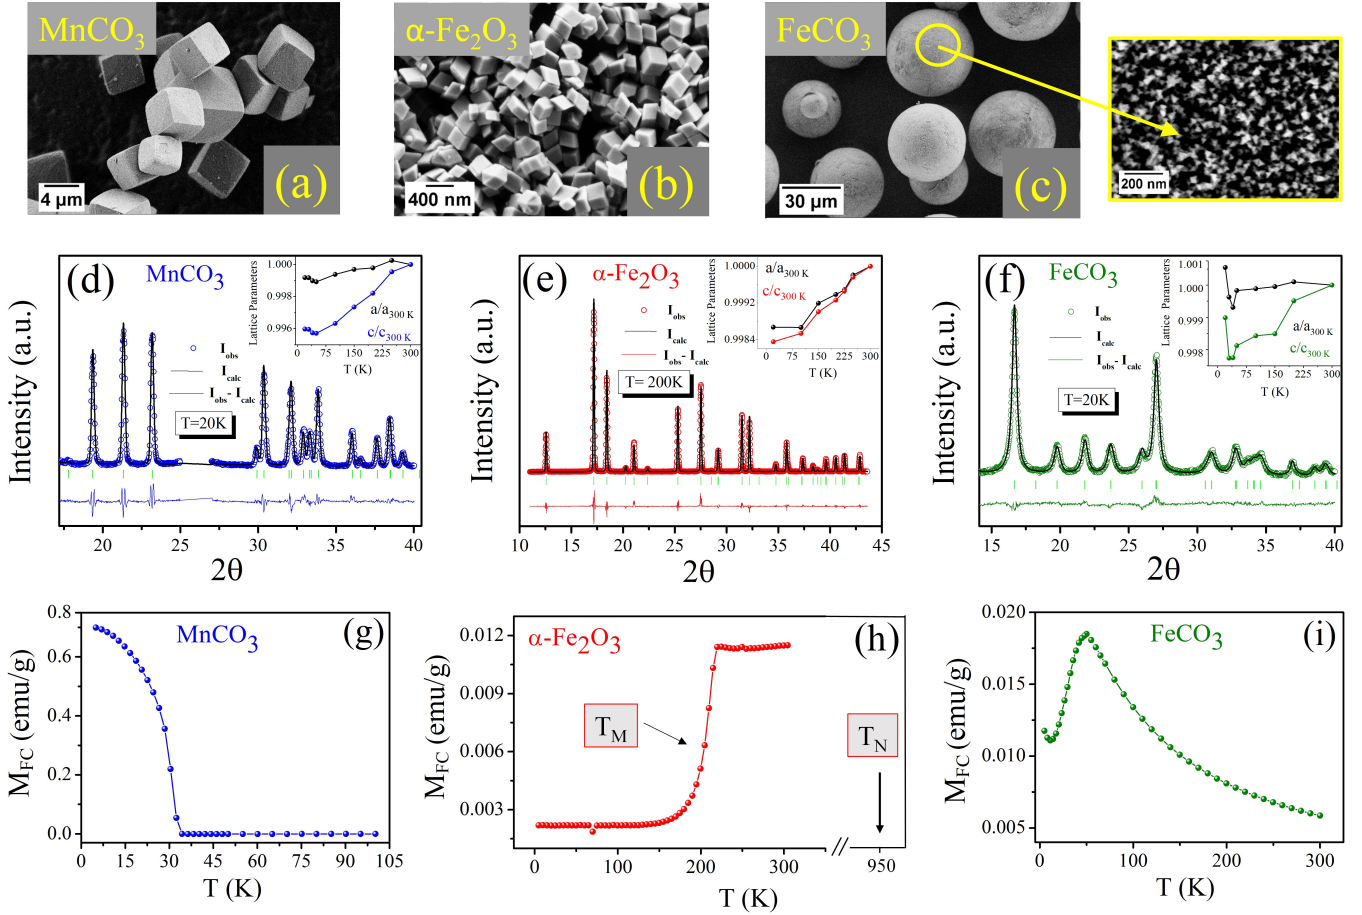 MnCO3
(a)
4 μm
α-Fe2O3
(b)
400 nm
FeCO3
(c)
30 μm
200 nm
(d)
MnCO3
Intensity (a.u.)
Iobs
Icalc
Iobs- Icalc
T=20K
20 25 30 35 40
2θ
Lattice Parameters
1.000
0.998
0.996
a/a300 K
c/c300 K
0 75 150 225 300
T (K)
(e)
α-Fe2O3
Intensity (a.u.)
Iobs
Icalc
Iobs- Icalc
T= 200K
10 15 20 25 30 35 40 45
2θ
Lattice Parameters
1.0000
0.9992
0.9984
a/a300 K
c/c300 K
0 75 150 225 300
T (K)
(f)
FeCO3
Intensity (a.u.)
Iobs
Icalc
Iobs- Icalc
T=20K
15 20 25 30 35 40
2θ
Lattice Parameters
1.001
1.000
0.999
0.998
a/a300 K
c/c300 K
0 75 150 225 300
T (K)
(g)
MnCO3
MFC (emu/g)
0.8
0.6
0.4
0.2
0.0
0 15 30 45 60 75 90 105
T (K)
(h)
α-Fe2O3
MFC (emu/g)
0.012
0.009
0.006
0.003
TM
TN
0 100 200 300 950
T (K)
(i)
FeCO3
MFC (emu/g)
0.020
0.015
0.010
0.005
0 100 200 300
T (K)